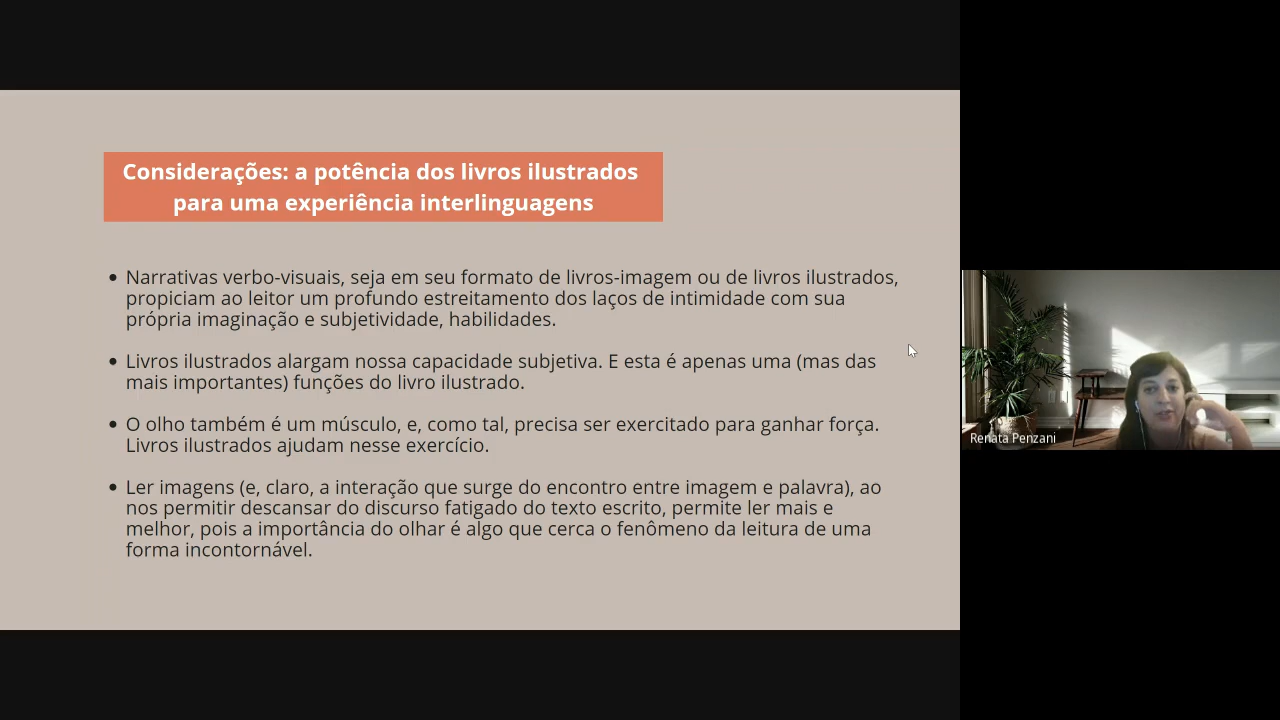 Considerações: a potência dos livros ilustrados
para uma experiência interlinguagens
• Narrativas verbo-visuais, seja em seu formato de livros-imagem ou de livros ilustrados,
propiciam ao leitor um profundo estreitamento dos laços de intimidade com sua
própria imaginação e subjetividade, habilidades.
• Livros ilustrados alargam nossa capacidade subjetiva. E esta é apenas uma (mas das
mais importantes) funções do livro ilustrado.
• O olho também é um músculo, e, como tal, precisa ser exercitado para ganhar força.
Livros ilustrados ajudam nesse exercício.
• Ler imagens (e, claro, a interação que surge do encontro entre imagem e palavra), ao
nos permitir descansar do discurso fatigado do texto escrito, permite ler mais e
melhor, pois a importância do olhar é algo que cerca o fenômeno da leitura de uma
forma incontornável.
Renata Penzani